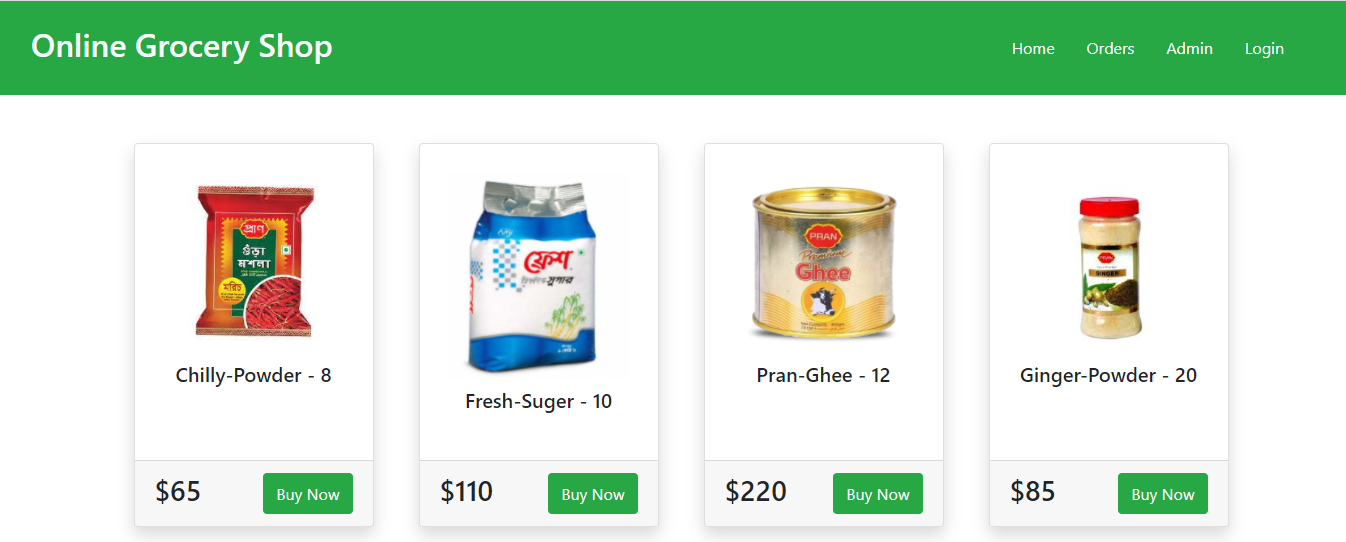 Online Grocery Shop
Home Orders Admin Login
প্রাণ
গুঁড়া
মশলা
মরিচ
Chilly-Powder - 8
$65
Buy Now
ফ্রেশ
সুগার
Fresh-Suger - 10
$110
Buy Now
PRAN
Premium
Ghee
Pran-Ghee - 12
$220
Buy Now
PRAN
GINGER
Ginger-Powder - 20
$85
Buy Now